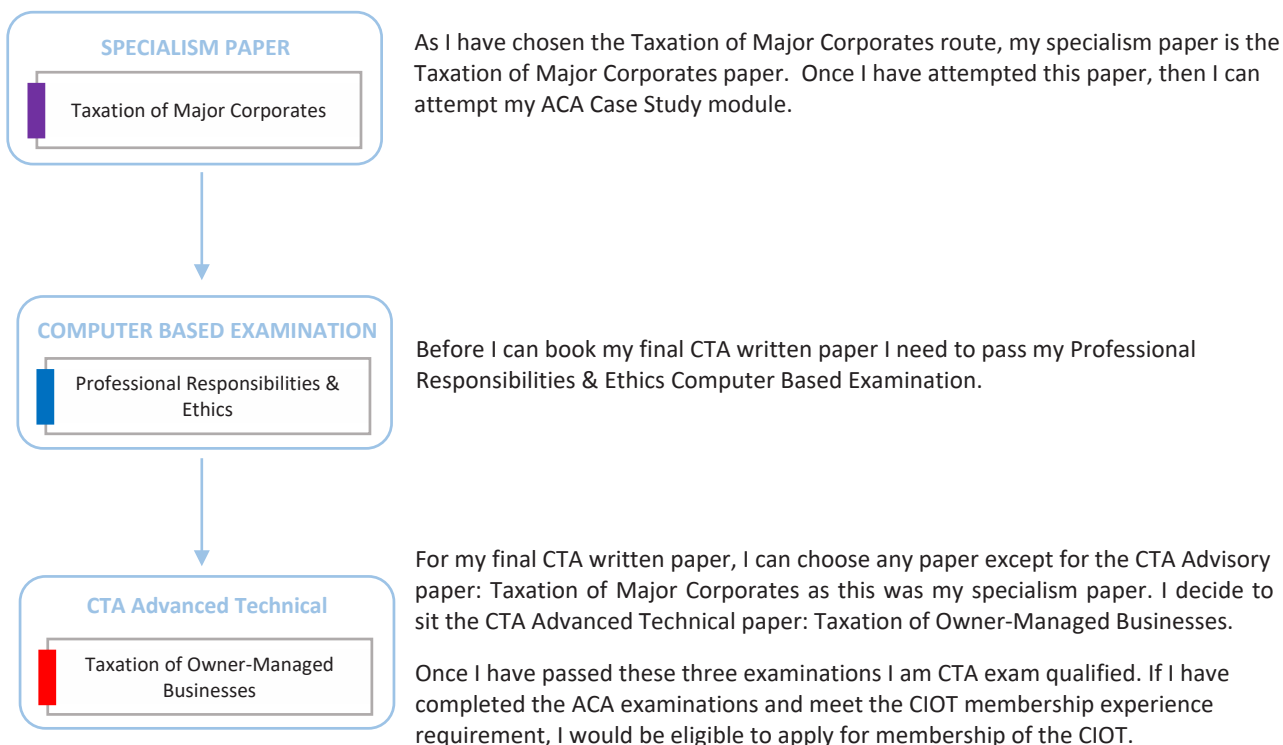 SPECIALISM PAPER
Taxation of Major Corporates
As I have chosen the Taxation of Major Corporates route, my specialism paper is the
Taxation of Major Corporates paper.  Once I have attempted this paper, then I can
attempt my ACA Case Study module.
COMPUTER BASED EXAMINATION
Professional Responsibilities &
Ethics
Before I can book my final CTA written paper I need to pass my Professional
Responsibilities & Ethics Computer Based Examination.
CTA Advanced Technical
Taxation of Owner-Managed
Businesses
For my final CTA written paper, I can choose any paper except for the CTA Advisory
paper: Taxation of Major Corporates as this was my specialism paper. I decide to
sit the CTA Advanced Technical paper: Taxation of Owner-Managed Businesses.
Once I have passed these three examinations I am CTA exam qualified. If I have
completed the ACA examinations and meet the CIOT membership experience
requirement, I would be eligible to apply for membership of the CIOT.